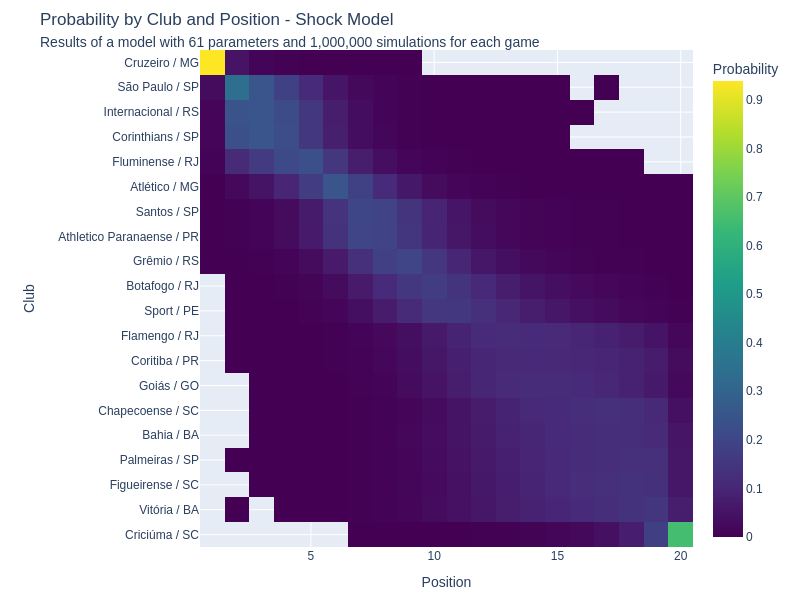 Probability by Club and Position - Shock Model
Results of a model with 61 parameters and 1,000,000 simulations for each game
Probability
Club
Cruzeiro / MG
São Paulo / SP
Internacional / RS
Corinthians / SP
Fluminense / RJ
Atlético / MG
Santos / SP
Athletico Paranaense / PR
Grêmio / RS
Botafogo / RJ
Sport / PE
Flamengo / RJ
Coritiba / PR
Goiás / GO
Chapecoense / SC
Bahia / BA
Palmeiras / SP
Figueirense / SC
Vitória / BA
Criciúma / SC
0.9
0.8
0.7
0.6
0.5
0.4
0.3
0.2
0.1
0
5 10 15 20
Position